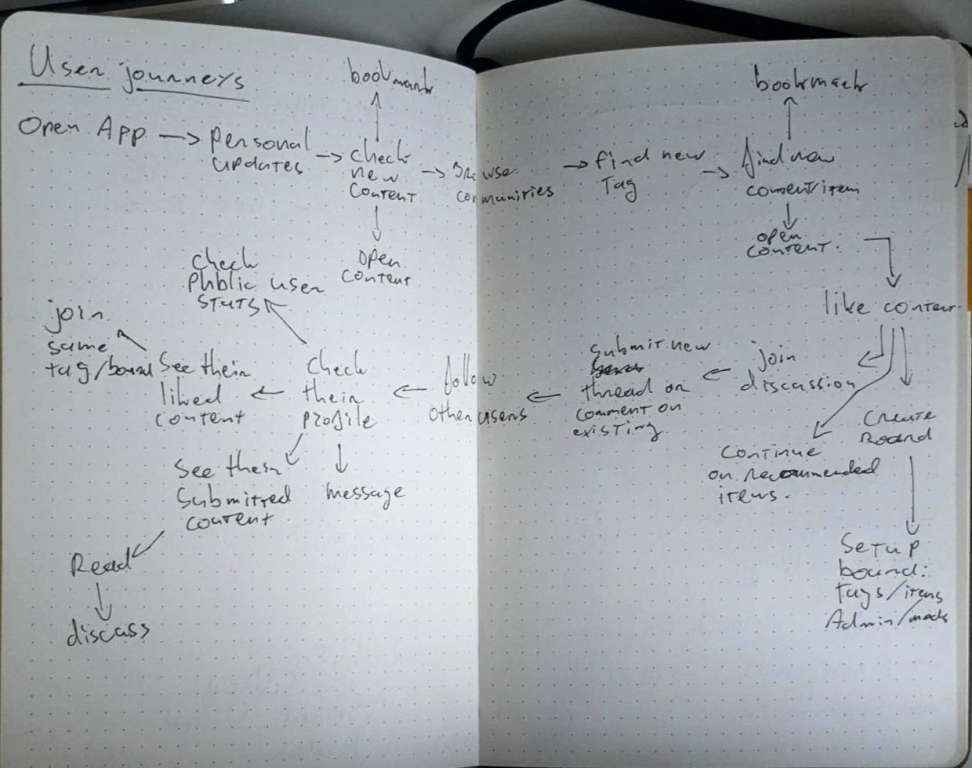 User journeys
bookmark
Open App → personal
updates
→ check
new
content
→ Browse
communities
→ find new
Tag
→ find new
content/item
bookmark
open
content.
open
content
like content
join
discussion
Create
Board
Continue
on recommended
items.
Setup
board:
tags/items
Admin/mods
Submit new
thread or
comment on
existing
follow
other users
check
their
profile
check
public user
stats
message
See their
liked
content
join
same
tag/board
See their
submitted
content
Read
discass